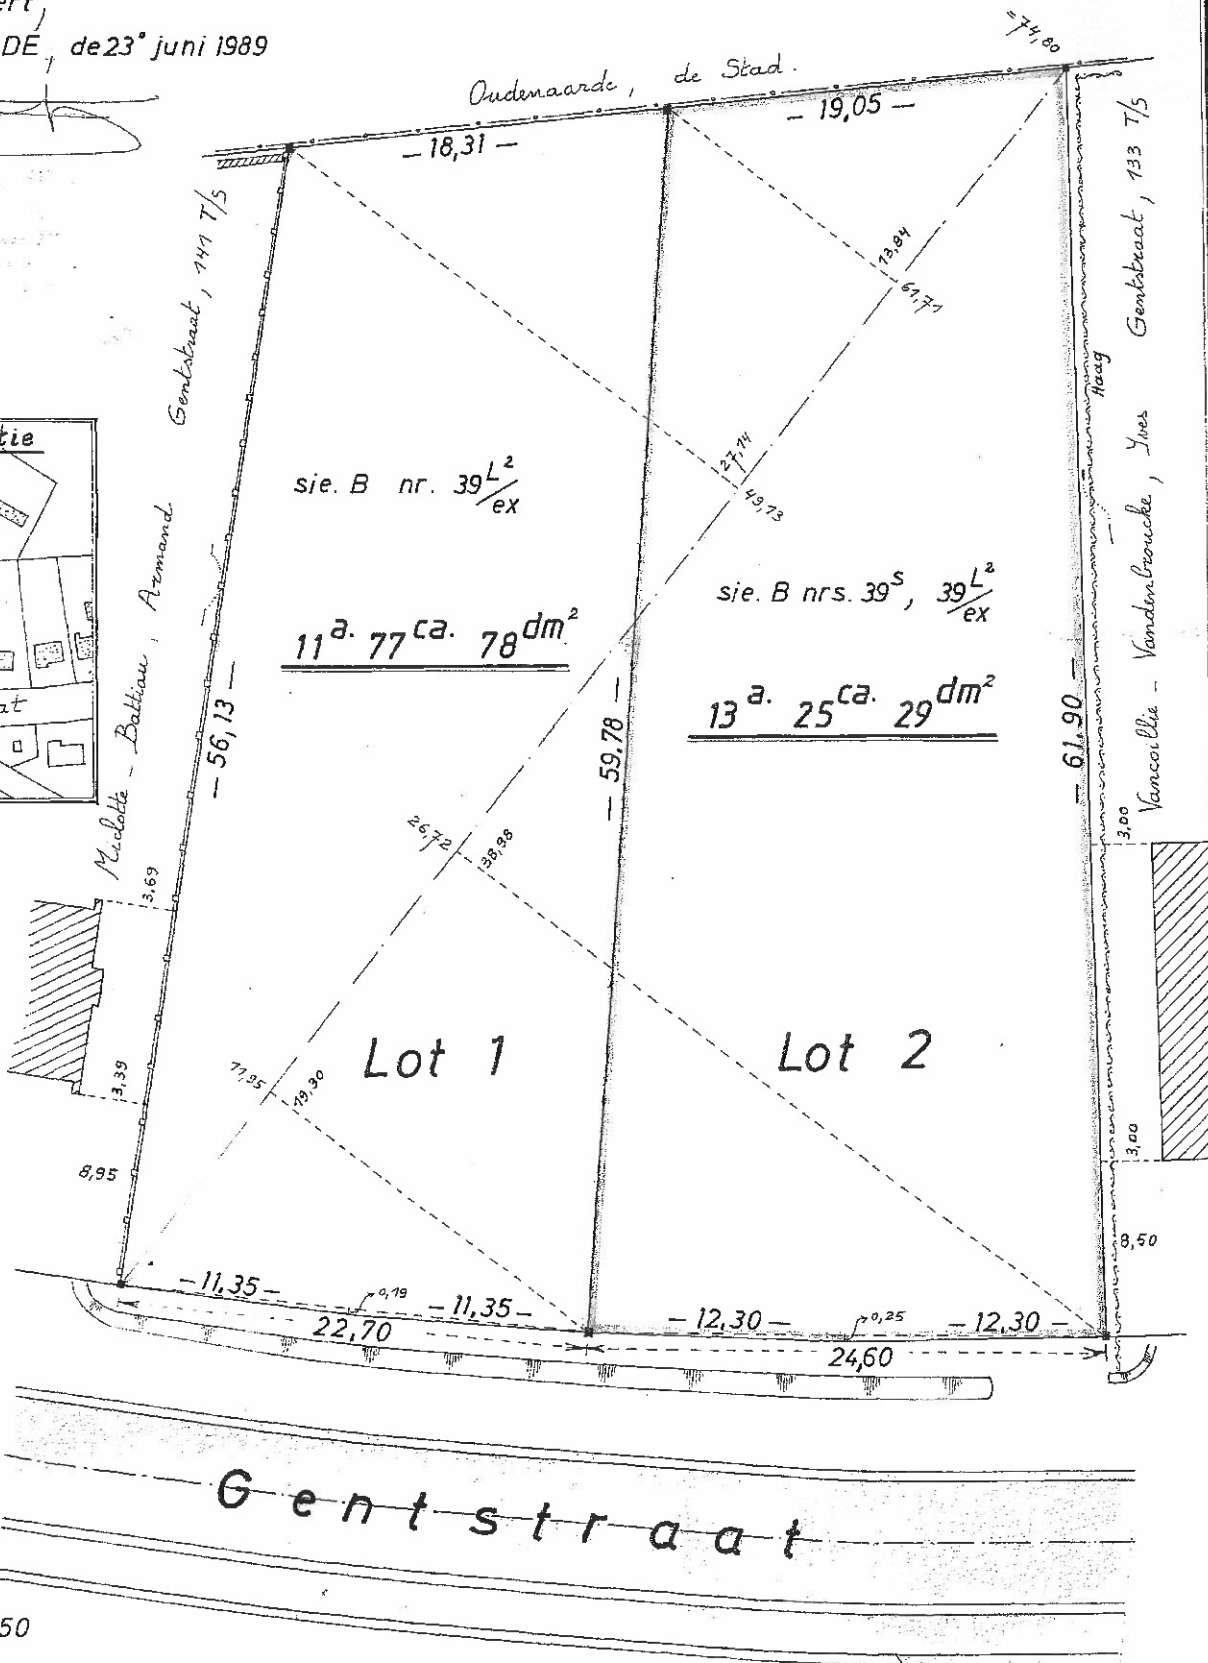 DE, de 23° juni 1989
= 74,80
Oudenaarde, de Stad.
– 18,31 –
– 19,05 –
Gentstraat, 141 T/S
Miclotte – Battiau, Armand
Gentstraat, 133 T/S
Vancoillie – Vandenbroucke, Yves
Haag
13,84
61,71
27,14
49,73
tie
at
sie. B nr. 39 L²/ex
11 a. 77 ca. 78 dm²
sie. B nrs. 39 S, 39 L²/ex
13 a. 25 ca. 29 dm²
– 56,13 –
– 59,78 –
– 61,90 –
26,72
38,98
3,69
3,00
Lot 1
Lot 2
11,95
19,30
3,39
3,00
8,95
8,50
– 11,35 –
0,19
– 11,35 –
– 12,30 –
0,25
– 12,30 –
22,70
24,60
Gentstraat
50